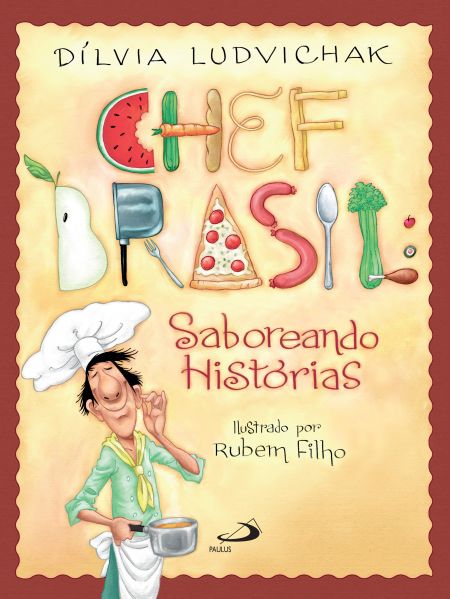 DÍLVIA LUDVICHAK
CHEF
BRASIL:
Saboreando
Histórias
Ilustrado por
Rubem Filho
PAULUS